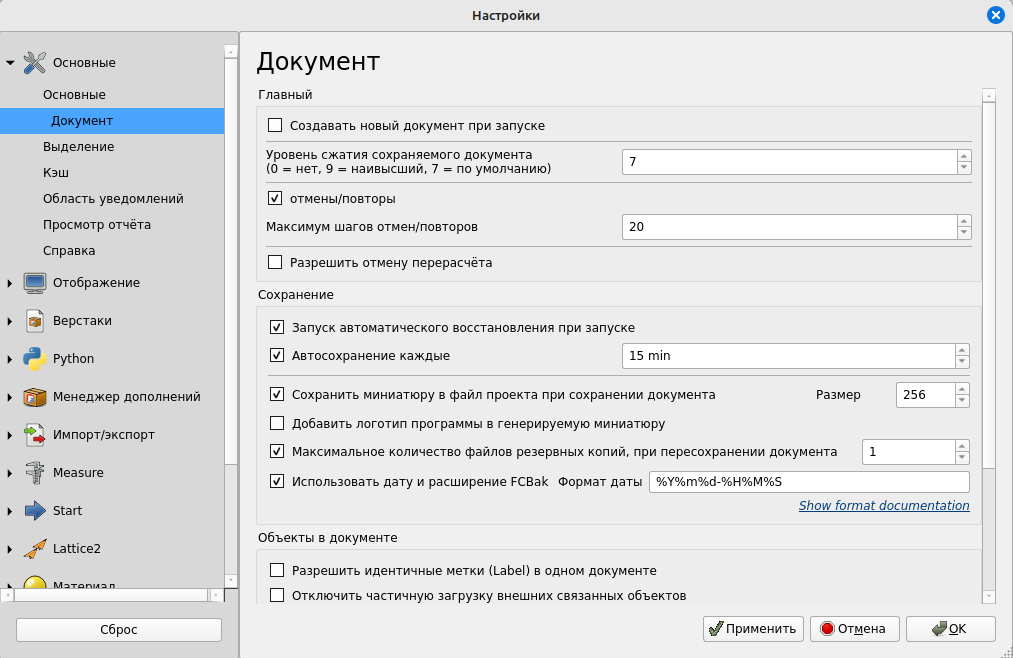 Настройки
Основные
Основные
Документ
Выделение
Кэш
Область уведомлений
Просмотр отчёта
Справка
Отображение
Верстаки
Python
Менеджер дополнений
Импорт/экспорт
Measure
Start
Lattice2
Материал
Сброс
Документ
Главный
Создавать новый документ при запуске
Уровень сжатия сохраняемого документа
(0 = нет, 9 = наивысший, 7 = по умолчанию)
7
отмены/повторы
Максимум шагов отмен/повторов
20
Разрешить отмену перерасчёта
Сохранение
Запуск автоматического восстановления при запуске
Автосохранение каждые
15 min
Сохранить миниатюру в файл проекта при сохранении документа
Размер
256
Добавить логотип программы в генерируемую миниатюру
Максимальное количество файлов резервных копий, при пересохранении документа
1
Использовать дату и расширение FCBak
Формат даты
%Y%m%d-%H%M%S
Show format documentation
Объекты в документе
Разрешить идентичные метки (Label) в одном документе
Отключить частичную загрузку внешних связанных объектов
Применить
Отмена
OK